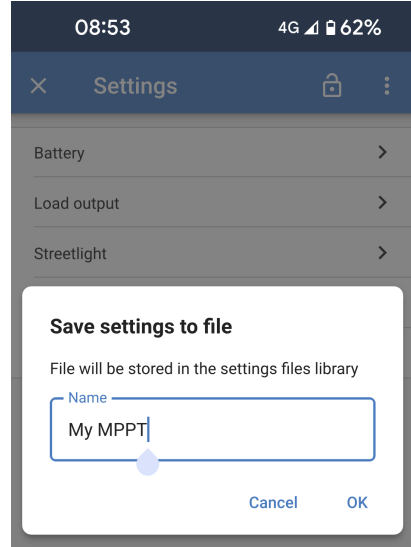 08:53 4G 62%
Settings
Battery
Load output
Streetlight
Save settings to file
File will be stored in the settings files library
Name
My MPPT
Cancel OK